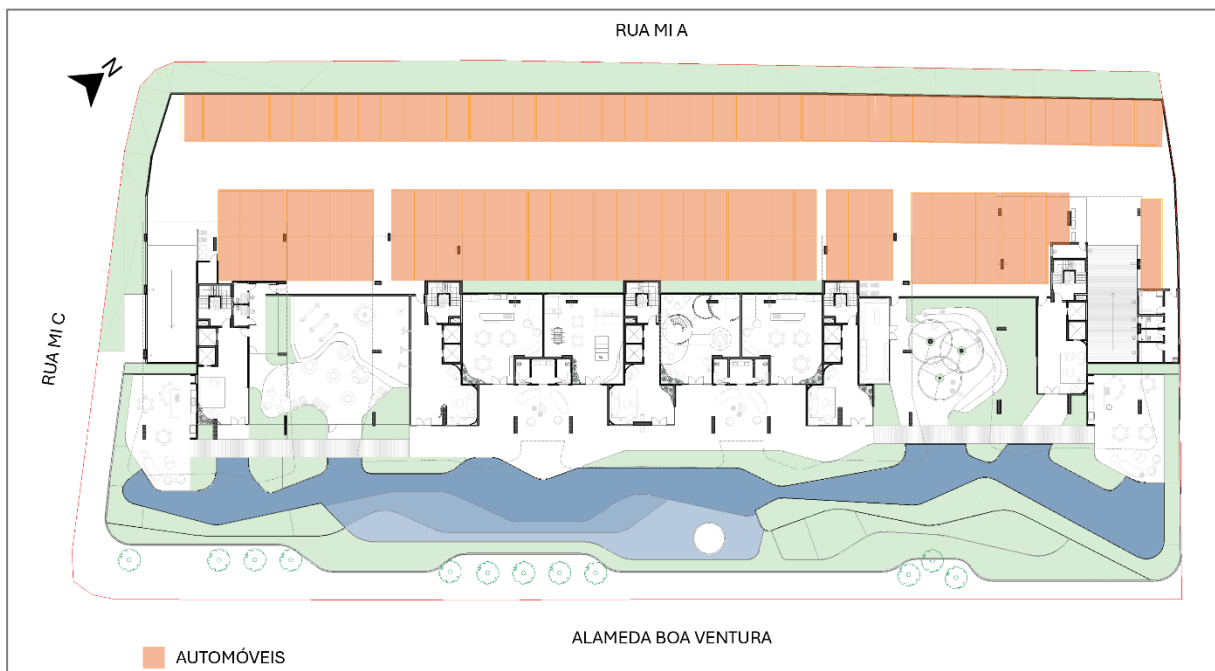 RUA MI A
N
RUA MI C
ALAMEDA BOA VENTURA
AUTOMÓVEIS